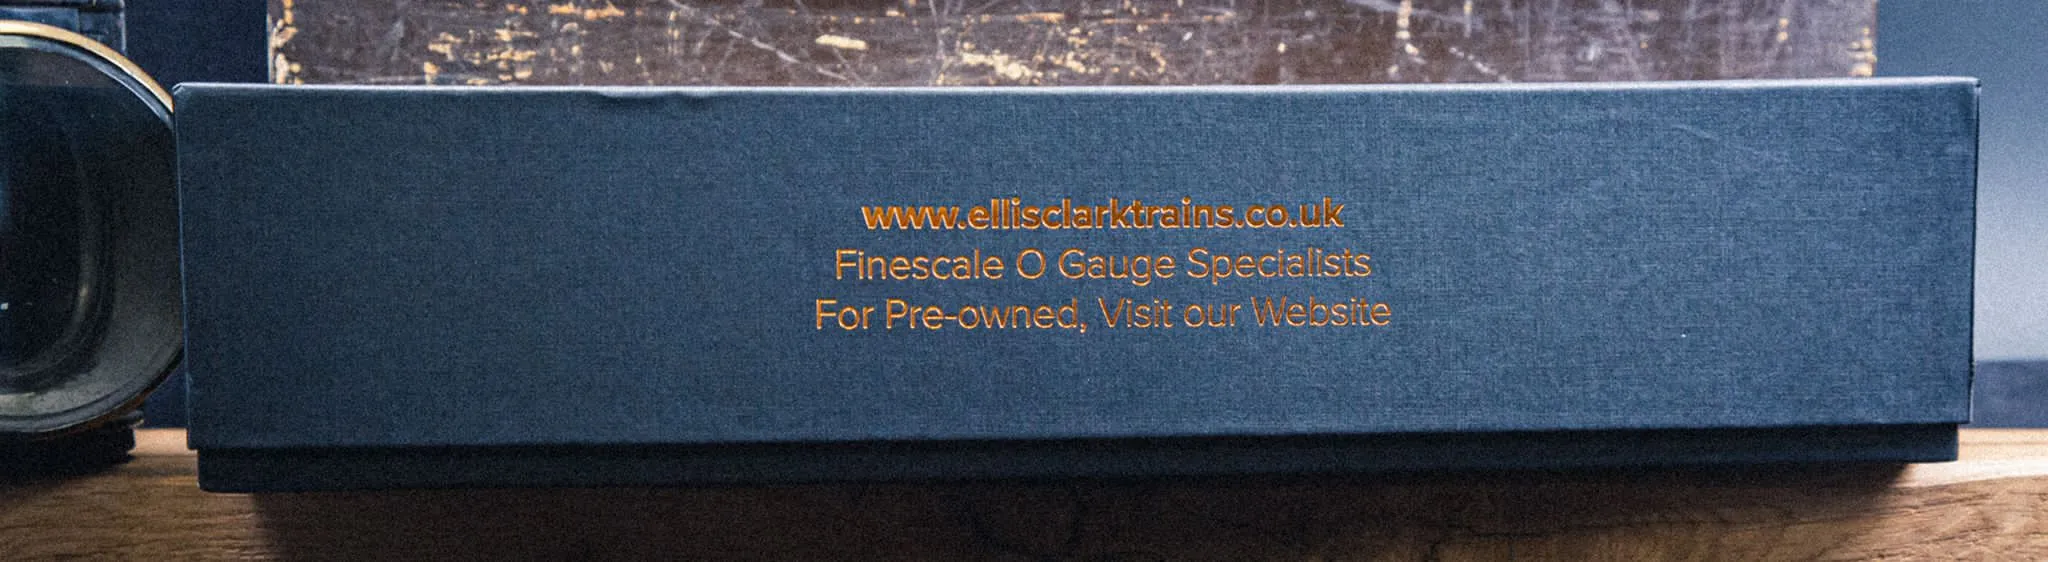 www.ellisclarktrains.co.uk
Finescale O Gauge Specialists
For Pre-owned, Visit our Website